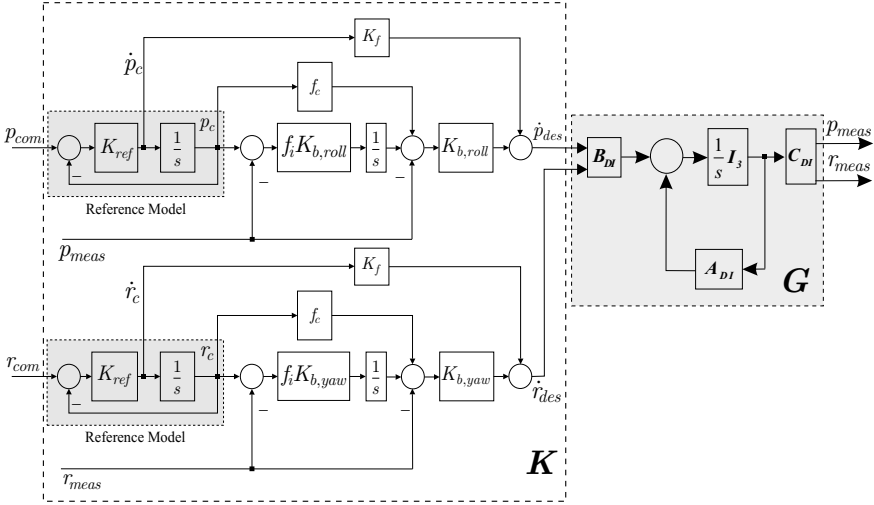 K_f
ṗ_c
f_c
p_com
K_ref
1/s
p_c
f_i K_b,roll
1/s
K_b,roll
ṗ_des
−
−
−
Reference Model
p_meas
B_DI
1/s I_3
C_DI
p_meas
r_meas
A_DI
G
K_f
ṙ_c
f_c
r_com
K_ref
1/s
r_c
f_i K_b,yaw
1/s
K_b,yaw
ṙ_des
−
−
−
Reference Model
r_meas
K